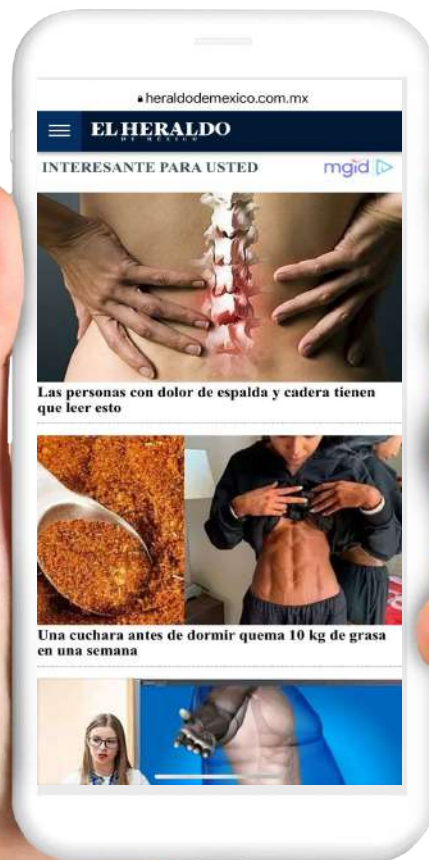 heraldodemexico.com.mx
EL HERALDO
DE MÉXICO
INTERESANTE PARA USTED
mgid
Las personas con dolor de espalda y cadera tienen
que leer esto
Una cuchara antes de dormir quema 10 kg de grasa
en una semana